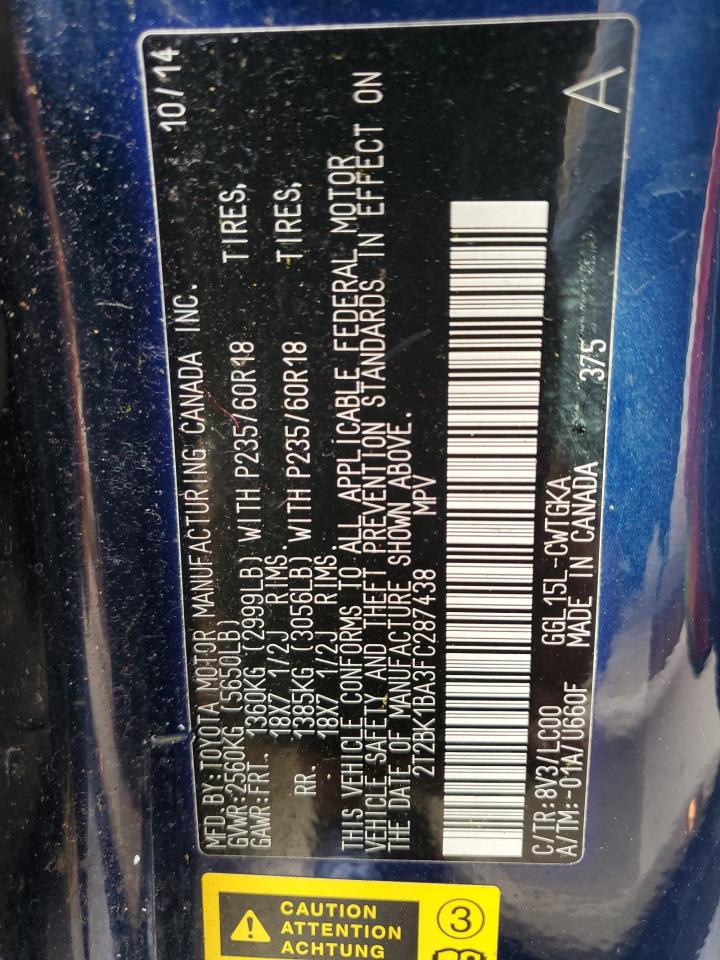 MFD BY: TOYOTA MOTOR MANUFACTURING CANADA INC. 10/14
GVWR: 2560KG (5650LB)
GAWR: FRT. 1360KG (2999LB) WITH P235/60R18 TIRES,
18X7 1/2J RIMS.
RR. 1385KG (3056LB) WITH P235/60R18 TIRES,
18X7 1/2J RIMS.
THIS VEHICLE CONFORMS TO ALL APPLICABLE FEDERAL MOTOR
VEHICLE SAFETY AND THEFT PREVENTION STANDARDS IN EFFECT ON
THE DATE OF MANUFACTURE SHOWN ABOVE.
2T2BK1BA3FC287438 MPV
C/TR: 8V3/LC00 GGL15L-CWTGKA 375
A/TM: -01A/U660F MADE IN CANADA
A
CAUTION
ATTENTION
ACHTUNG
3